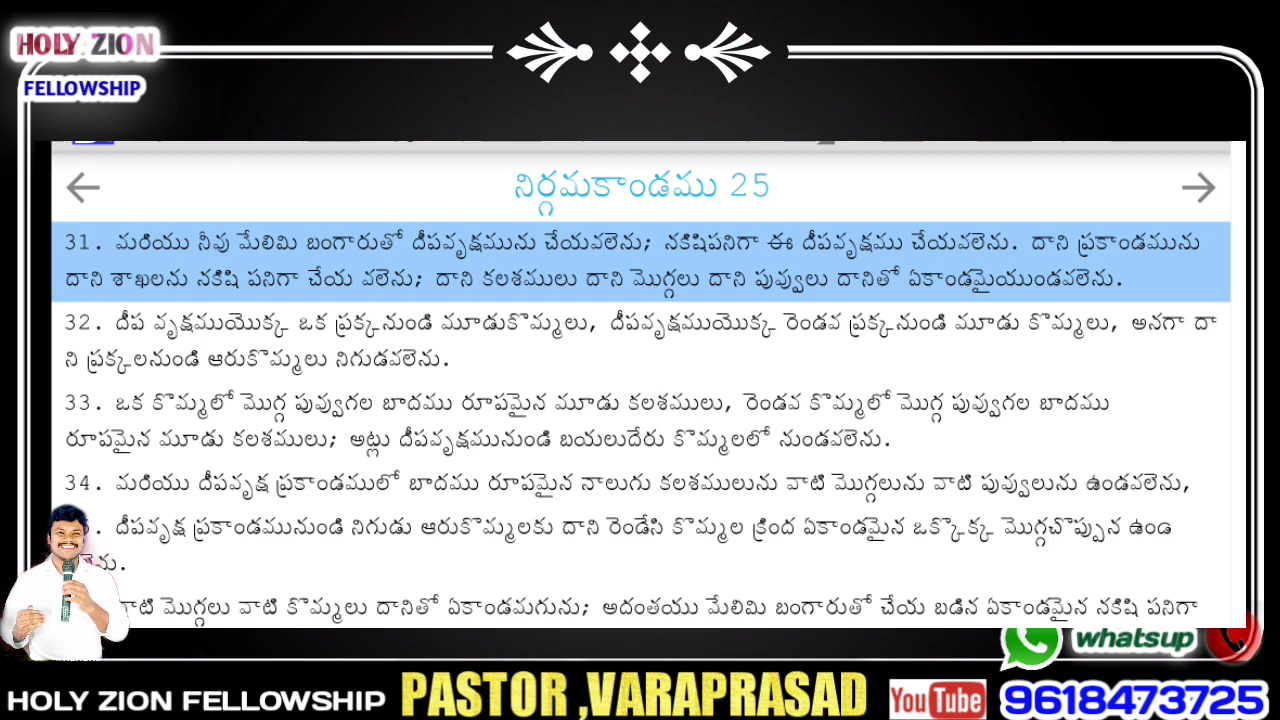 HOLY ZION
FELLOWSHIP
నిర్గమకాండము 25
31. మరియు నీవు మేలిమి బంగారుతో దీపవృక్షమును చేయవలెను; నకిషిపనిగా ఈ దీపవృక్షము చేయవలెను. దాని ప్రకాండమును
దాని శాఖలను నకిషి పనిగా చేయ వలెను; దాని కలశములు దాని మొగ్గలు దాని పువ్వులు దానితో ఏకాండమైయుండవలెను.
32. దీప వృక్షముయొక్క ఒక ప్రక్కనుండి మూడుకొమ్మలు, దీపవృక్షముయొక్క రెండవ ప్రక్కనుండి మూడు కొమ్మలు, అనగా దా
ని ప్రక్కలనుండి ఆరుకొమ్మలు నిగుడవలెను.
33. ఒక కొమ్మలో మొగ్గ పువ్వుగల బాదము రూపమైన మూడు కలశములు, రెండవ కొమ్మలో మొగ్గ పువ్వుగల బాదము
రూపమైన మూడు కలశములు; అట్లు దీపవృక్షమునుండి బయలుదేరు కొమ్మలలో నుండవలెను.
34. మరియు దీపవృక్ష ప్రకాండములో బాదము రూపమైన నాలుగు కలశములును వాటి మొగ్గలును వాటి పువ్వులును ఉండవలెను,
. దీపవృక్ష ప్రకాండమునుండి నిగుడు ఆరుకొమ్మలకు దాని రెండేసి కొమ్మల క్రింద ఏకాండమైన ఒక్కొక్క మొగ్గచొప్పున ఉండ
లెను.
వాటి మొగ్గలు వాటి కొమ్మలు దానితో ఏకాండమగును; అదంతయు మేలిమి బంగారుతో చేయ బడిన ఏకాండమైన నకిషి పనిగా
whatsup
HOLY ZION FELLOWSHIP PASTOR ,VARAPRASAD YouTube 9618473725